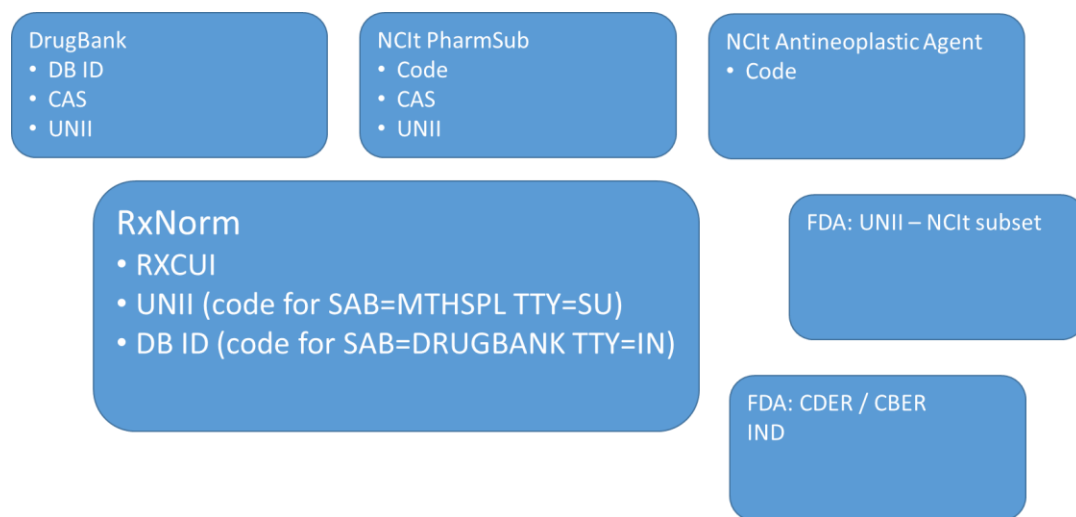 DrugBank
• DB ID
• CAS
• UNII
NCIt PharmSub
• Code
• CAS
• UNII
NCIt Antineoplastic Agent
• Code
RxNorm
• RXCUI
• UNII (code for SAB=MTHSPL TTY=SU)
• DB ID (code for SAB=DRUGBANK TTY=IN)
FDA: UNII – NCIt subset
FDA: CDER / CBER
IND